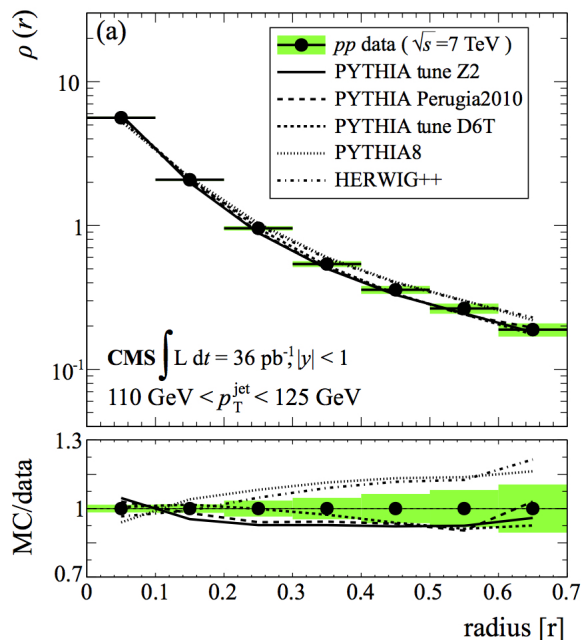 ρ (r)
(a)
pp data ( √s =7 TeV )
PYTHIA tune Z2
PYTHIA Perugia2010
PYTHIA tune D6T
PYTHIA8
HERWIG++
10
1
10⁻¹
CMS ∫ L dt = 36 pb⁻¹; |y| < 1
110 GeV < p_T^jet < 125 GeV
MC/data
1.3
1
0.7
0 0.1 0.2 0.3 0.4 0.5 0.6 0.7
radius [r]